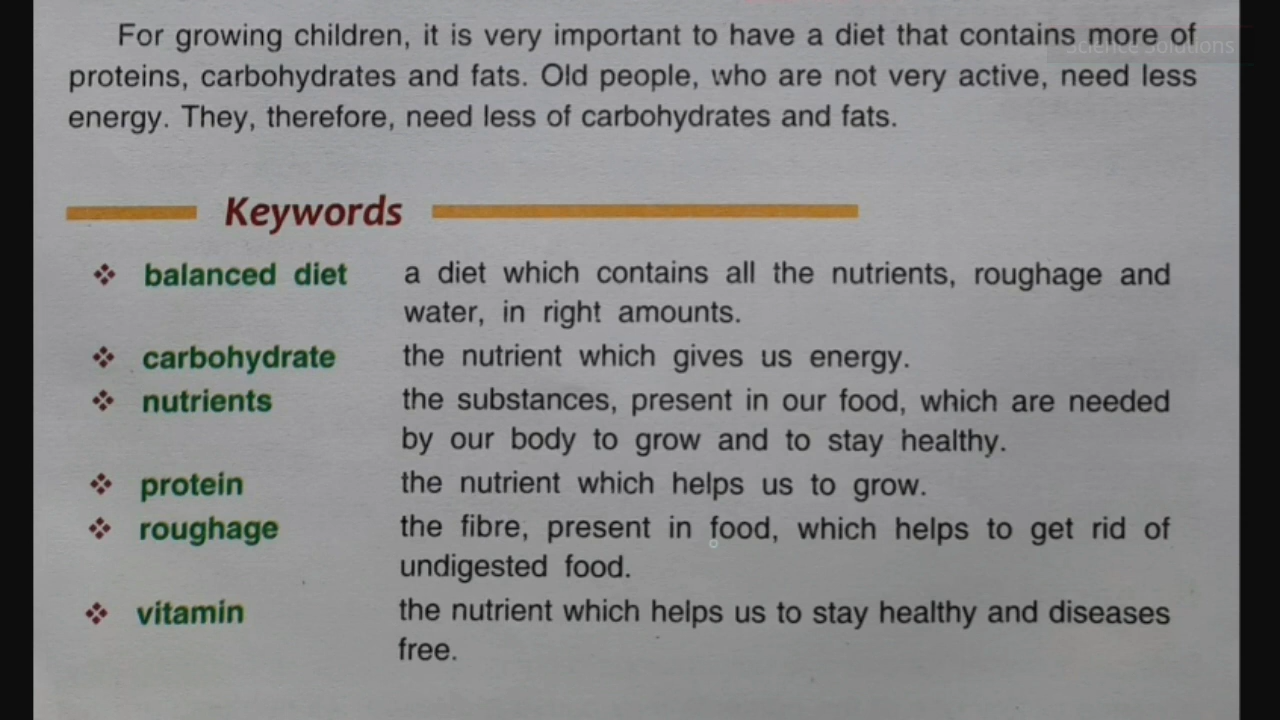 For growing children, it is very important to have a diet that contains more of
Science Solutions
proteins, carbohydrates and fats. Old people, who are not very active, need less
energy. They, therefore, need less of carbohydrates and fats.
Keywords
❖ balanced diet a diet which contains all the nutrients, roughage and
water, in right amounts.
❖ carbohydrate the nutrient which gives us energy.
❖ nutrients the substances, present in our food, which are needed
by our body to grow and to stay healthy.
❖ protein the nutrient which helps us to grow.
❖ roughage the fibre, present in food, which helps to get rid of
undigested food.
❖ vitamin the nutrient which helps us to stay healthy and diseases
free.